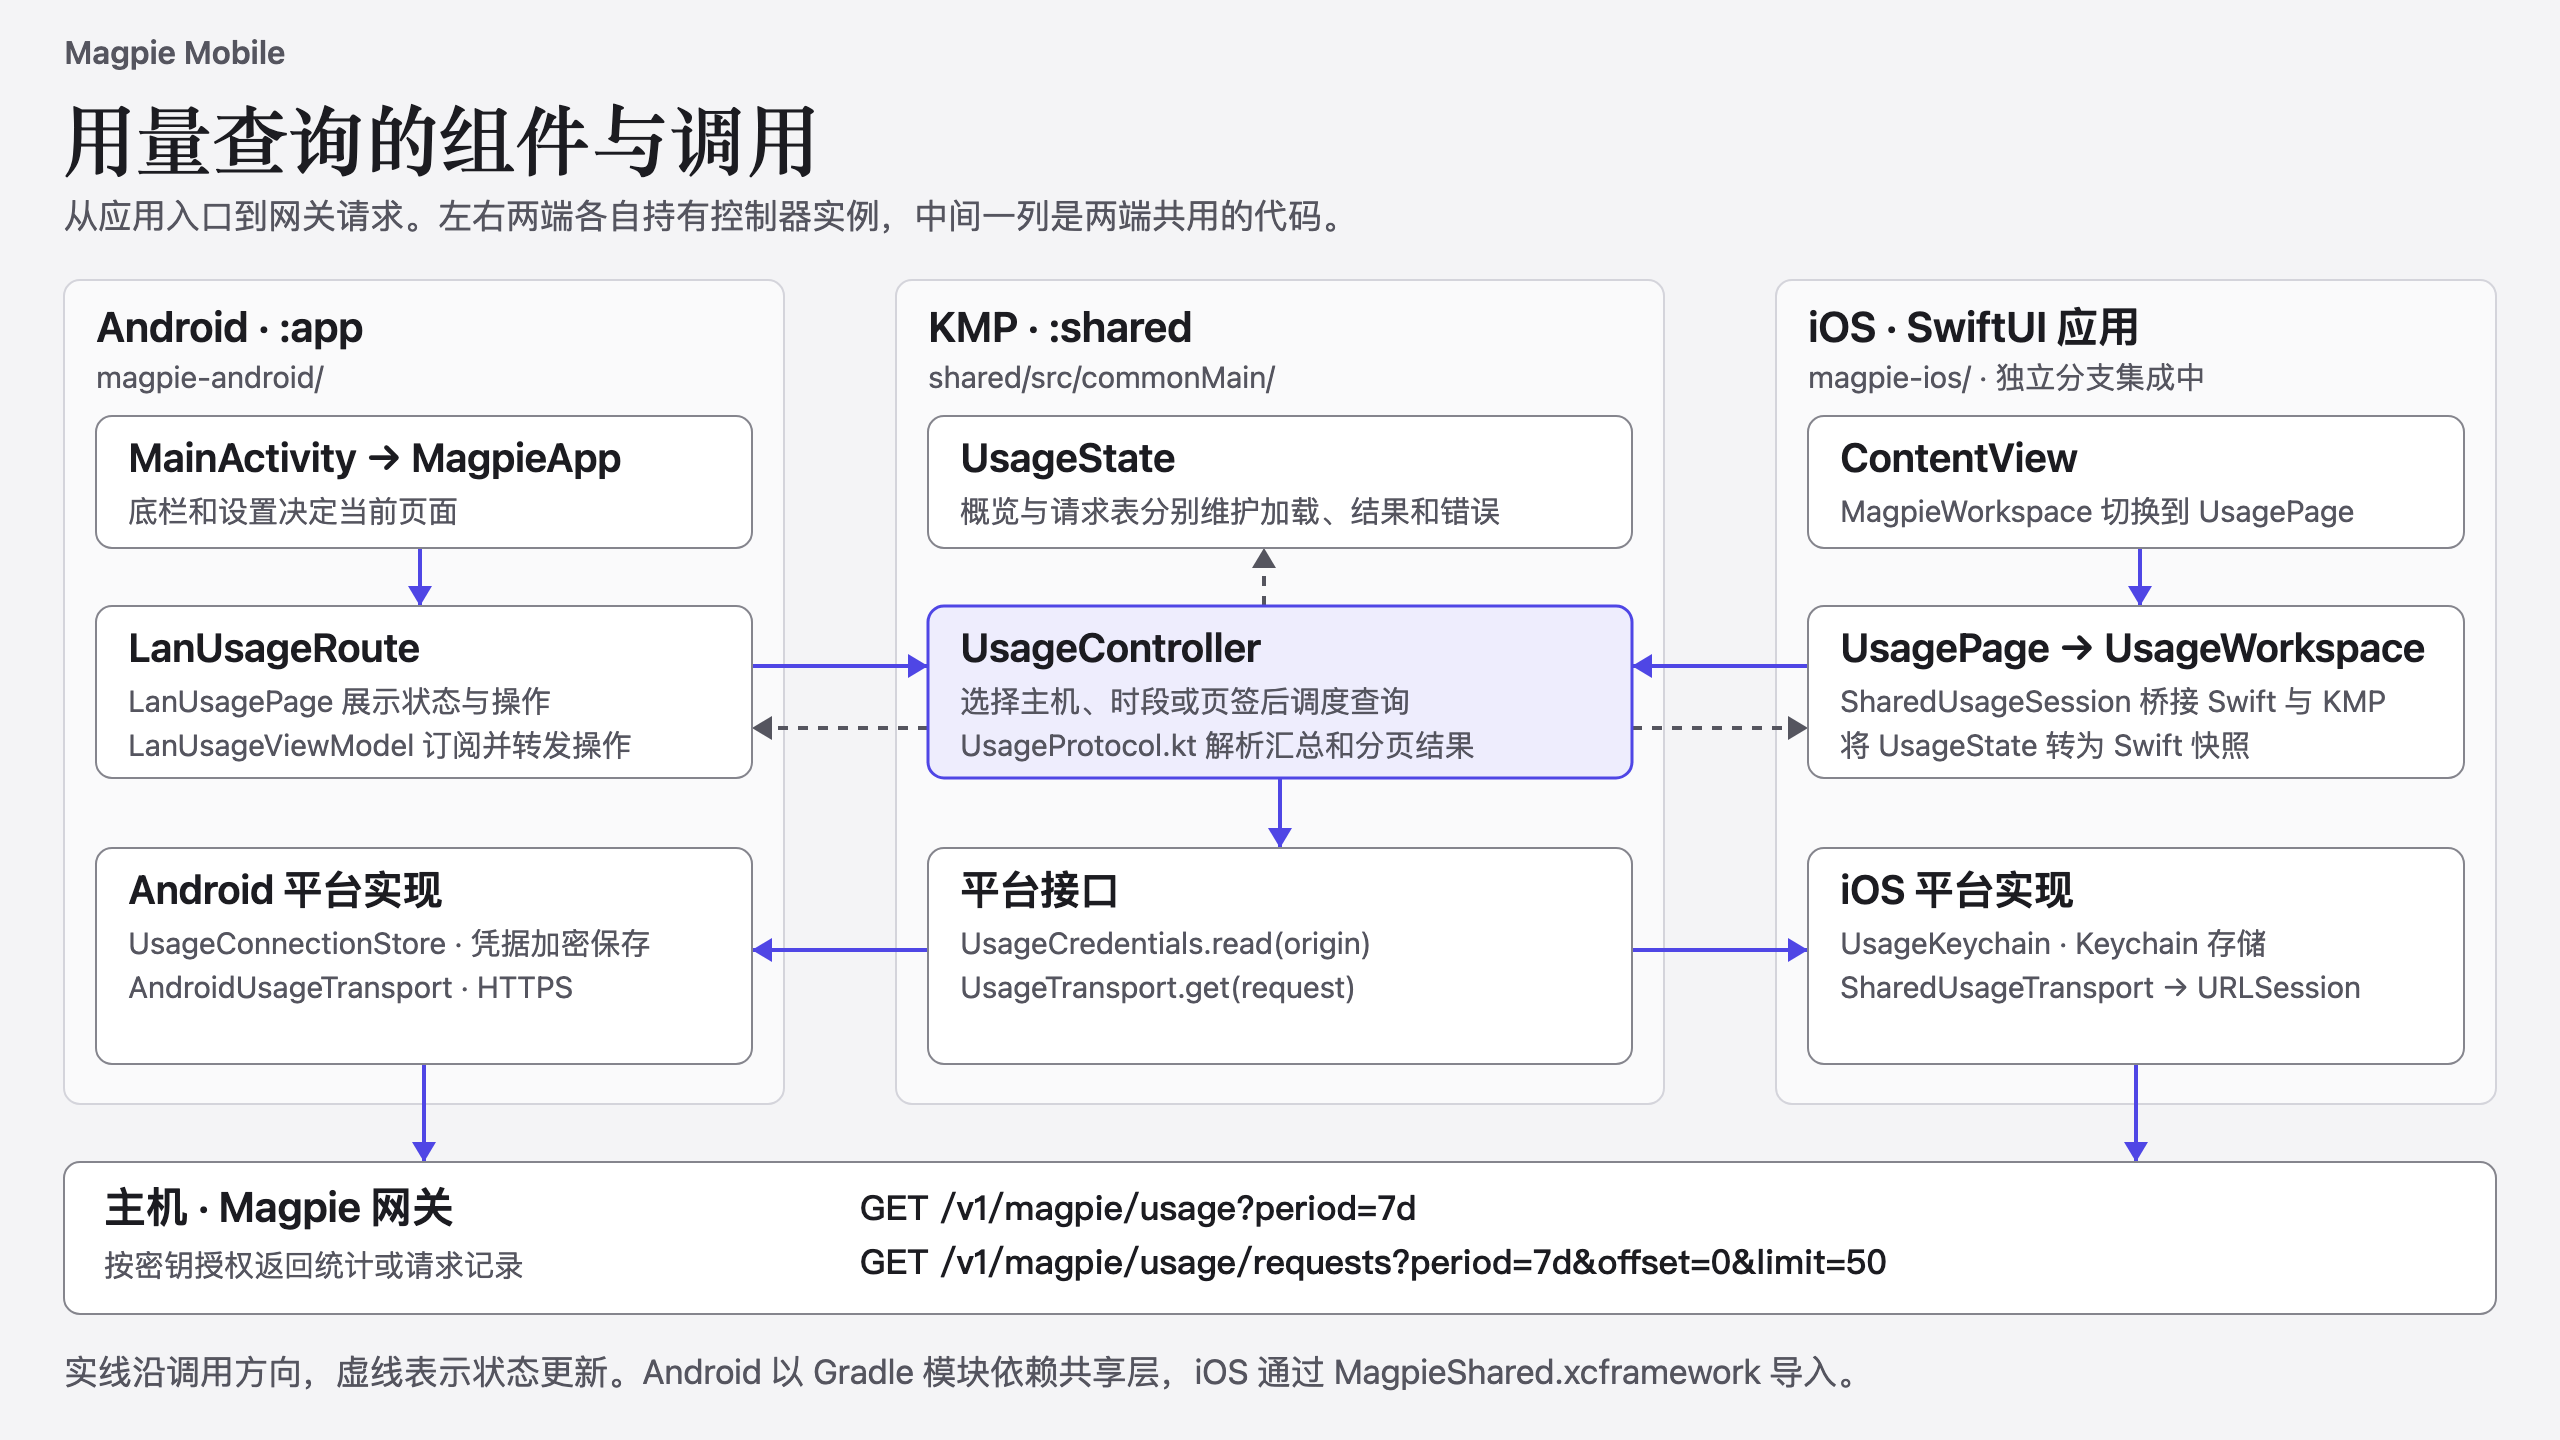 Magpie Mobile
用量查询的组件与调用
从应用入口到网关请求。左右两端各自持有控制器实例，中间一列是两端共用的代码。
Android · :app
magpie-android/
MainActivity → MagpieApp
底栏和设置决定当前页面
LanUsageRoute
LanUsagePage 展示状态与操作
LanUsageViewModel 订阅并转发操作
Android 平台实现
UsageConnectionStore · 凭据加密保存
AndroidUsageTransport · HTTPS
KMP · :shared
shared/src/commonMain/
UsageState
概览与请求表分别维护加载、结果和错误
UsageController
选择主机、时段或页签后调度查询
UsageProtocol.kt 解析汇总和分页结果
平台接口
UsageCredentials.read(origin)
UsageTransport.get(request)
iOS · SwiftUI 应用
magpie-ios/ · 独立分支集成中
ContentView
MagpieWorkspace 切换到 UsagePage
UsagePage → UsageWorkspace
SharedUsageSession 桥接 Swift 与 KMP
将 UsageState 转为 Swift 快照
iOS 平台实现
UsageKeychain · Keychain 存储
SharedUsageTransport → URLSession
主机 · Magpie 网关
按密钥授权返回统计或请求记录
GET /v1/magpie/usage?period=7d
GET /v1/magpie/usage/requests?period=7d&offset=0&limit=50
实线沿调用方向，虚线表示状态更新。Android 以 Gradle 模块依赖共享层，iOS 通过 MagpieShared.xcframework 导入。